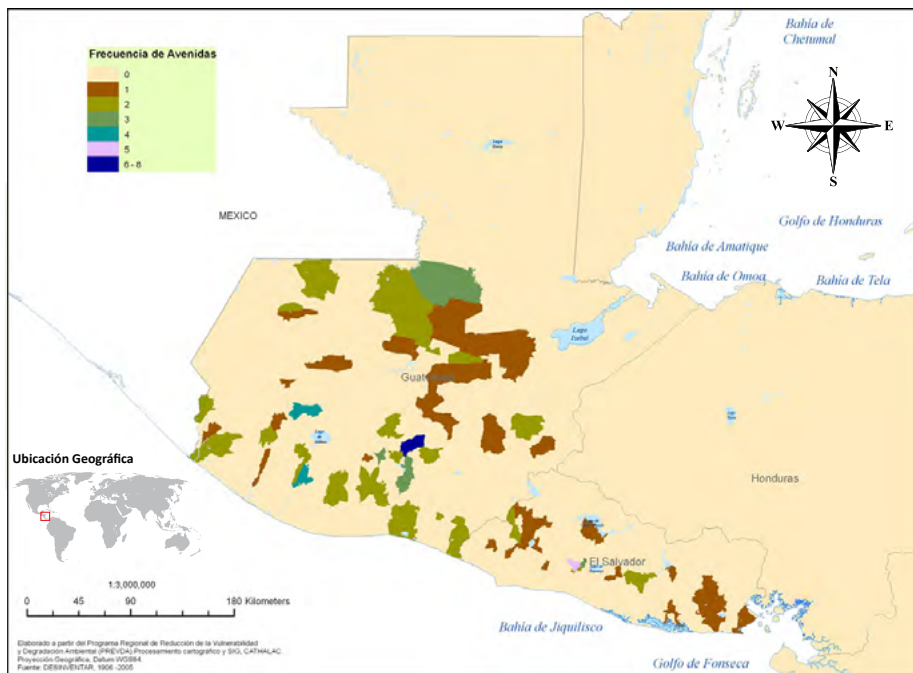 Frecuencia de Avenidas
0
1
2
3
4
5
6 - 8
Bahía de
Chetumal
N
W
E
S
MEXICO
Golfo de Honduras
Bahía de Amatique
Bahía de Omoa
Bahía de Tela
Lago
Izabal
Honduras
El Salvador
Ubicación Geográfica
1:3,000,000
0 45 90 180 Kilometers
Bahía de Jiquilisco
Golfo de Fonseca
Elaborado a partir del Programa Regional de Reducción de la Vulnerabilidad
y Degradación Ambiental (PREVDA) Procesamiento cartográfico y SIG, CATHALAC.
Proyección Geográfica, Datum WGS84.
Fuente: DESINVENTAR, 1906 -2005